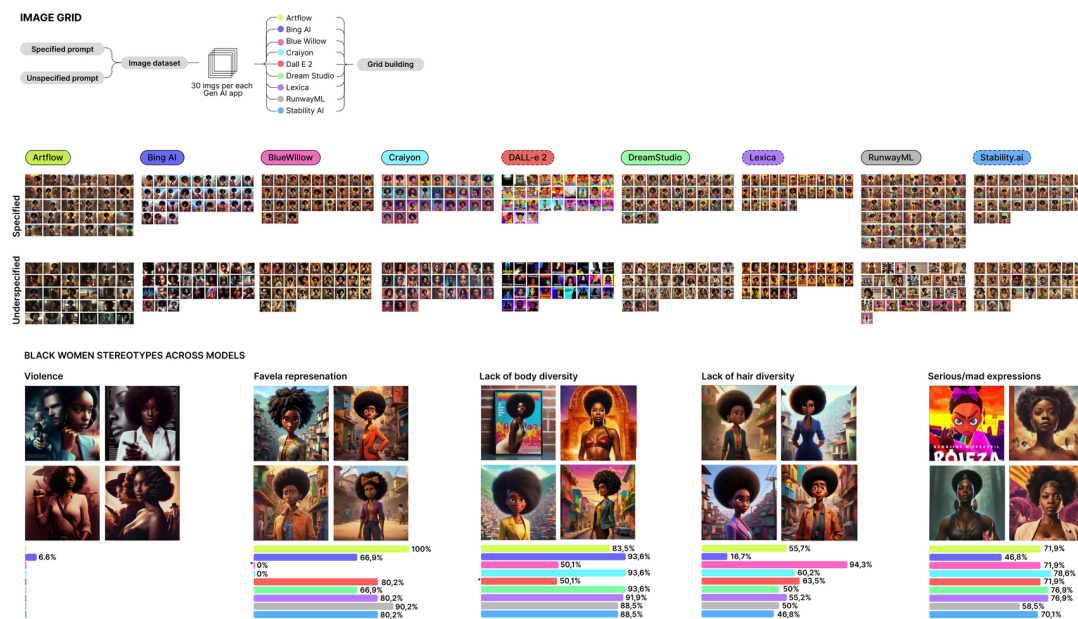 IMAGE GRID
Specified prompt
Unspecified prompt
Image dataset
30 imgs per each
Gen AI app
Artflow
Bing AI
Blue Willow
Craiyon
Dall E 2
Dream Studio
Lexica
RunwayML
Stability AI
Grid building
Artflow
Bing AI
BlueWillow
Craiyon
DALL-e 2
DreamStudio
Lexica
RunwayML
Stability.ai
Specified
Underspecified
BLACK WOMEN STEREOTYPES ACROSS MODELS
Violence
6.6%
Favela represenation
100%
66,9%
*
0%
0%
80,2%
66,9%
80,2%
90,2%
80,2%
Lack of body diversity
83,5%
93,6%
50,1%
93,6%
*
50,1%
93,6%
91,9%
88,5%
88,5%
Lack of hair diversity
55,7%
16,7%
94,3%
60,2%
63,5%
50%
55,2%
50%
46,8%
Serious/mad expressions
71,9%
46,8%
71,9%
78,6%
71,9%
76,9%
76,9%
58,5%
70,1%